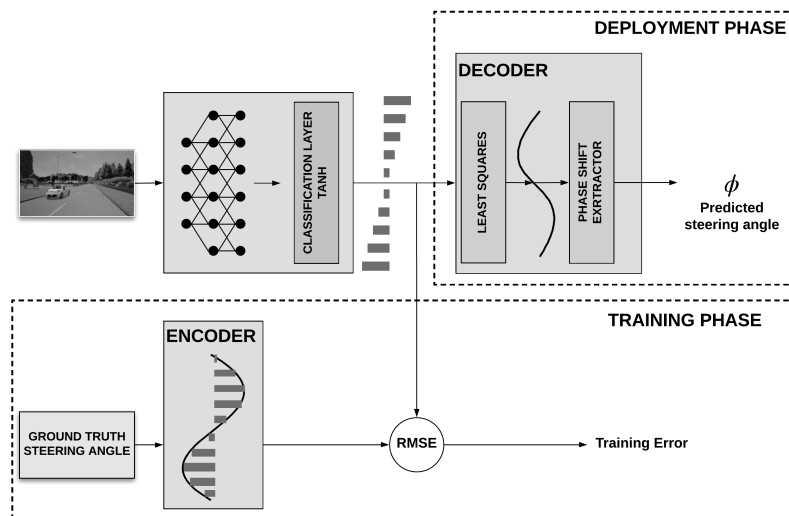 DEPLOYMENT PHASE
DECODER
CLASSIFICATION LAYER
TANH
LEAST SQUARES
PHASE SHIFT
EXRTRACTOR
ϕ
Predicted
steering angle
TRAINING PHASE
ENCODER
GROUND TRUTH
STEERING ANGLE
RMSE
Training Error